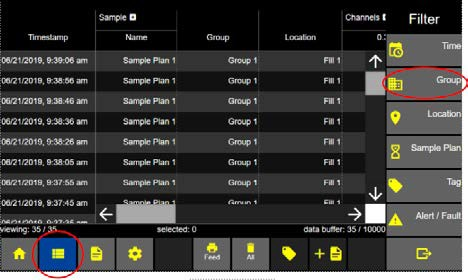 Sample Channels Filter
Timestamp Name Group Location
06/21/2019, 9:39:06 am Sample Plan 1 Group 1 Fill 1
06/21/2019, 9:38:56 am Sample Plan 1 Group 1 Fill 1
06/21/2019, 9:38:46 am Sample Plan 1 Group 1 Fill 1
06/21/2019, 9:38:36 am Sample Plan 1 Group 1 Fill 1
06/21/2019, 9:38:26 am Sample Plan 1 Group 1 Fill 1
06/21/2019, 9:38:05 am Sample Plan 1 Group 1 Fill 1
06/21/2019, 9:37:55 am Sample Plan 1 Group 1 Fill 1
06/21/2019, 9:37:45 am Sample Plan 1 Group 1 Fill 1
06/21/2019, 9:37:35 am
Time
Group
Location
Sample Plan
Tag
Alert / Fault
viewing: 35 / 35 selected: 0 data buffer: 35 / 10000
Feed All